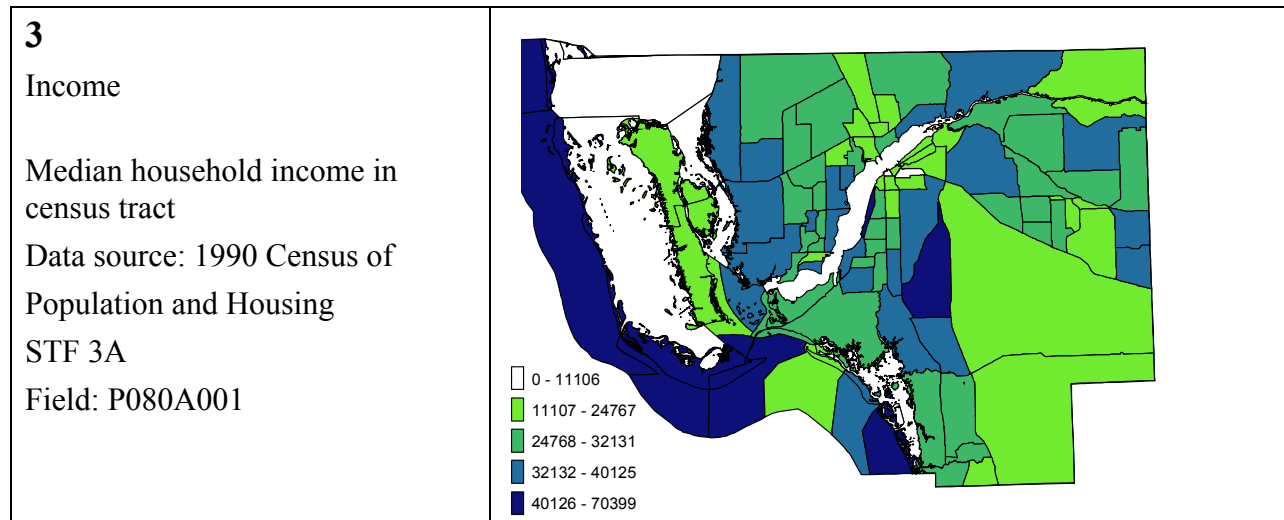 3
Income
Median household income in
census tract
Data source: 1990 Census of
Population and Housing
STF 3A
Field: P080A001
0 - 11106
11107 - 24767
24768 - 32131
32132 - 40125
40126 - 70399